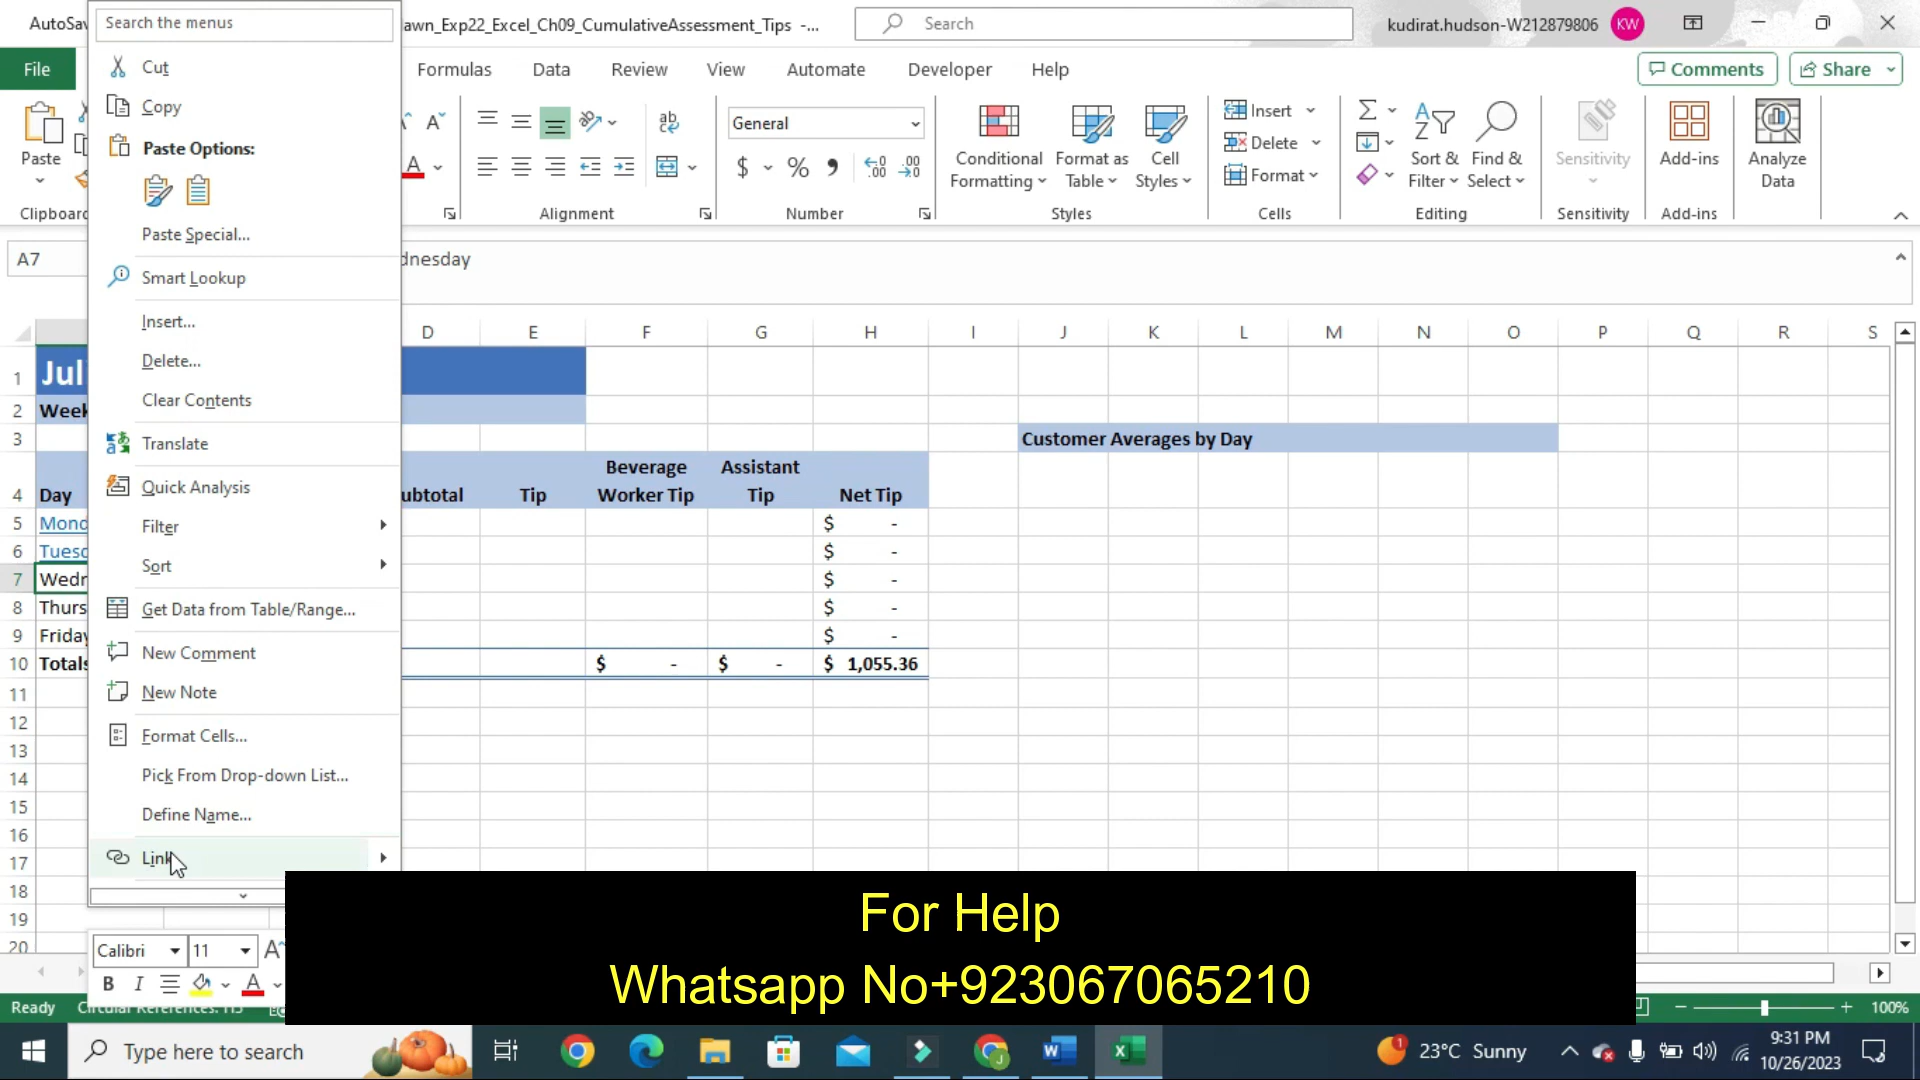 AutoSav
Search the menus
awn_Exp22_Excel_Ch09_CumulativeAssessment_Tips -...
Search
kudirat.hudson-W212879806
KW
File
Formulas
Data
Review
View
Automate
Developer
Help
Comments
Share
Paste
Clipboard
Alignment
General
$ % ,
Number
Conditional
Formatting
Format as
Table
Cell
Styles
Styles
Insert
Delete
Format
Cells
Sort &
Filter
Find &
Select
Editing
Sensitivity
Sensitivity
Add-ins
Add-ins
Analyze
Data
Cut
Copy
Paste Options:
Paste Special...
Smart Lookup
Insert...
Delete...
Clear Contents
Translate
Quick Analysis
Filter
Sort
Get Data from Table/Range...
New Comment
New Note
Format Cells...
Pick From Drop-down List...
Define Name...
Link
A7
dnesday
D E F G H I J K L M N O P Q R S
1 Juli
2 Week
3 Customer Averages by Day
Beverage Assistant
4 Day ubtotal Tip Worker Tip Tip Net Tip
5 Mond $ -
6 Tuesd $ -
7 Wedn $ -
8 Thurs $ -
9 Friday $ -
10 Totals $ - $ - $ 1,055.36
11
12
13
14
15
16
17
18
19
20
Calibri 11 A
B I A
For Help
Whatsapp No+923067065210
Ready
Circular References: H5
100%
Type here to search
23°C Sunny
9:31 PM
10/26/2023